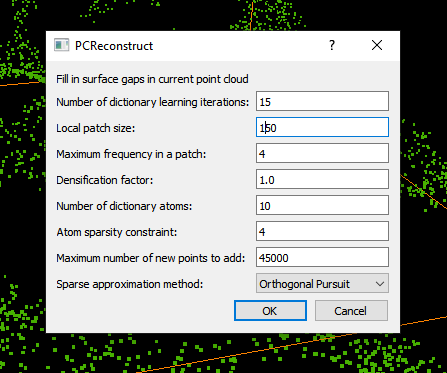 PCReconstruct ?
Fill in surface gaps in current point cloud
Number of dictionary learning iterations: 15
Local patch size: 150
Maximum frequency in a patch: 4
Densification factor: 1.0
Number of dictionary atoms: 10
Atom sparsity constraint: 4
Maximum number of new points to add: 45000
Sparse approximation method: Orthogonal Pursuit
OK Cancel